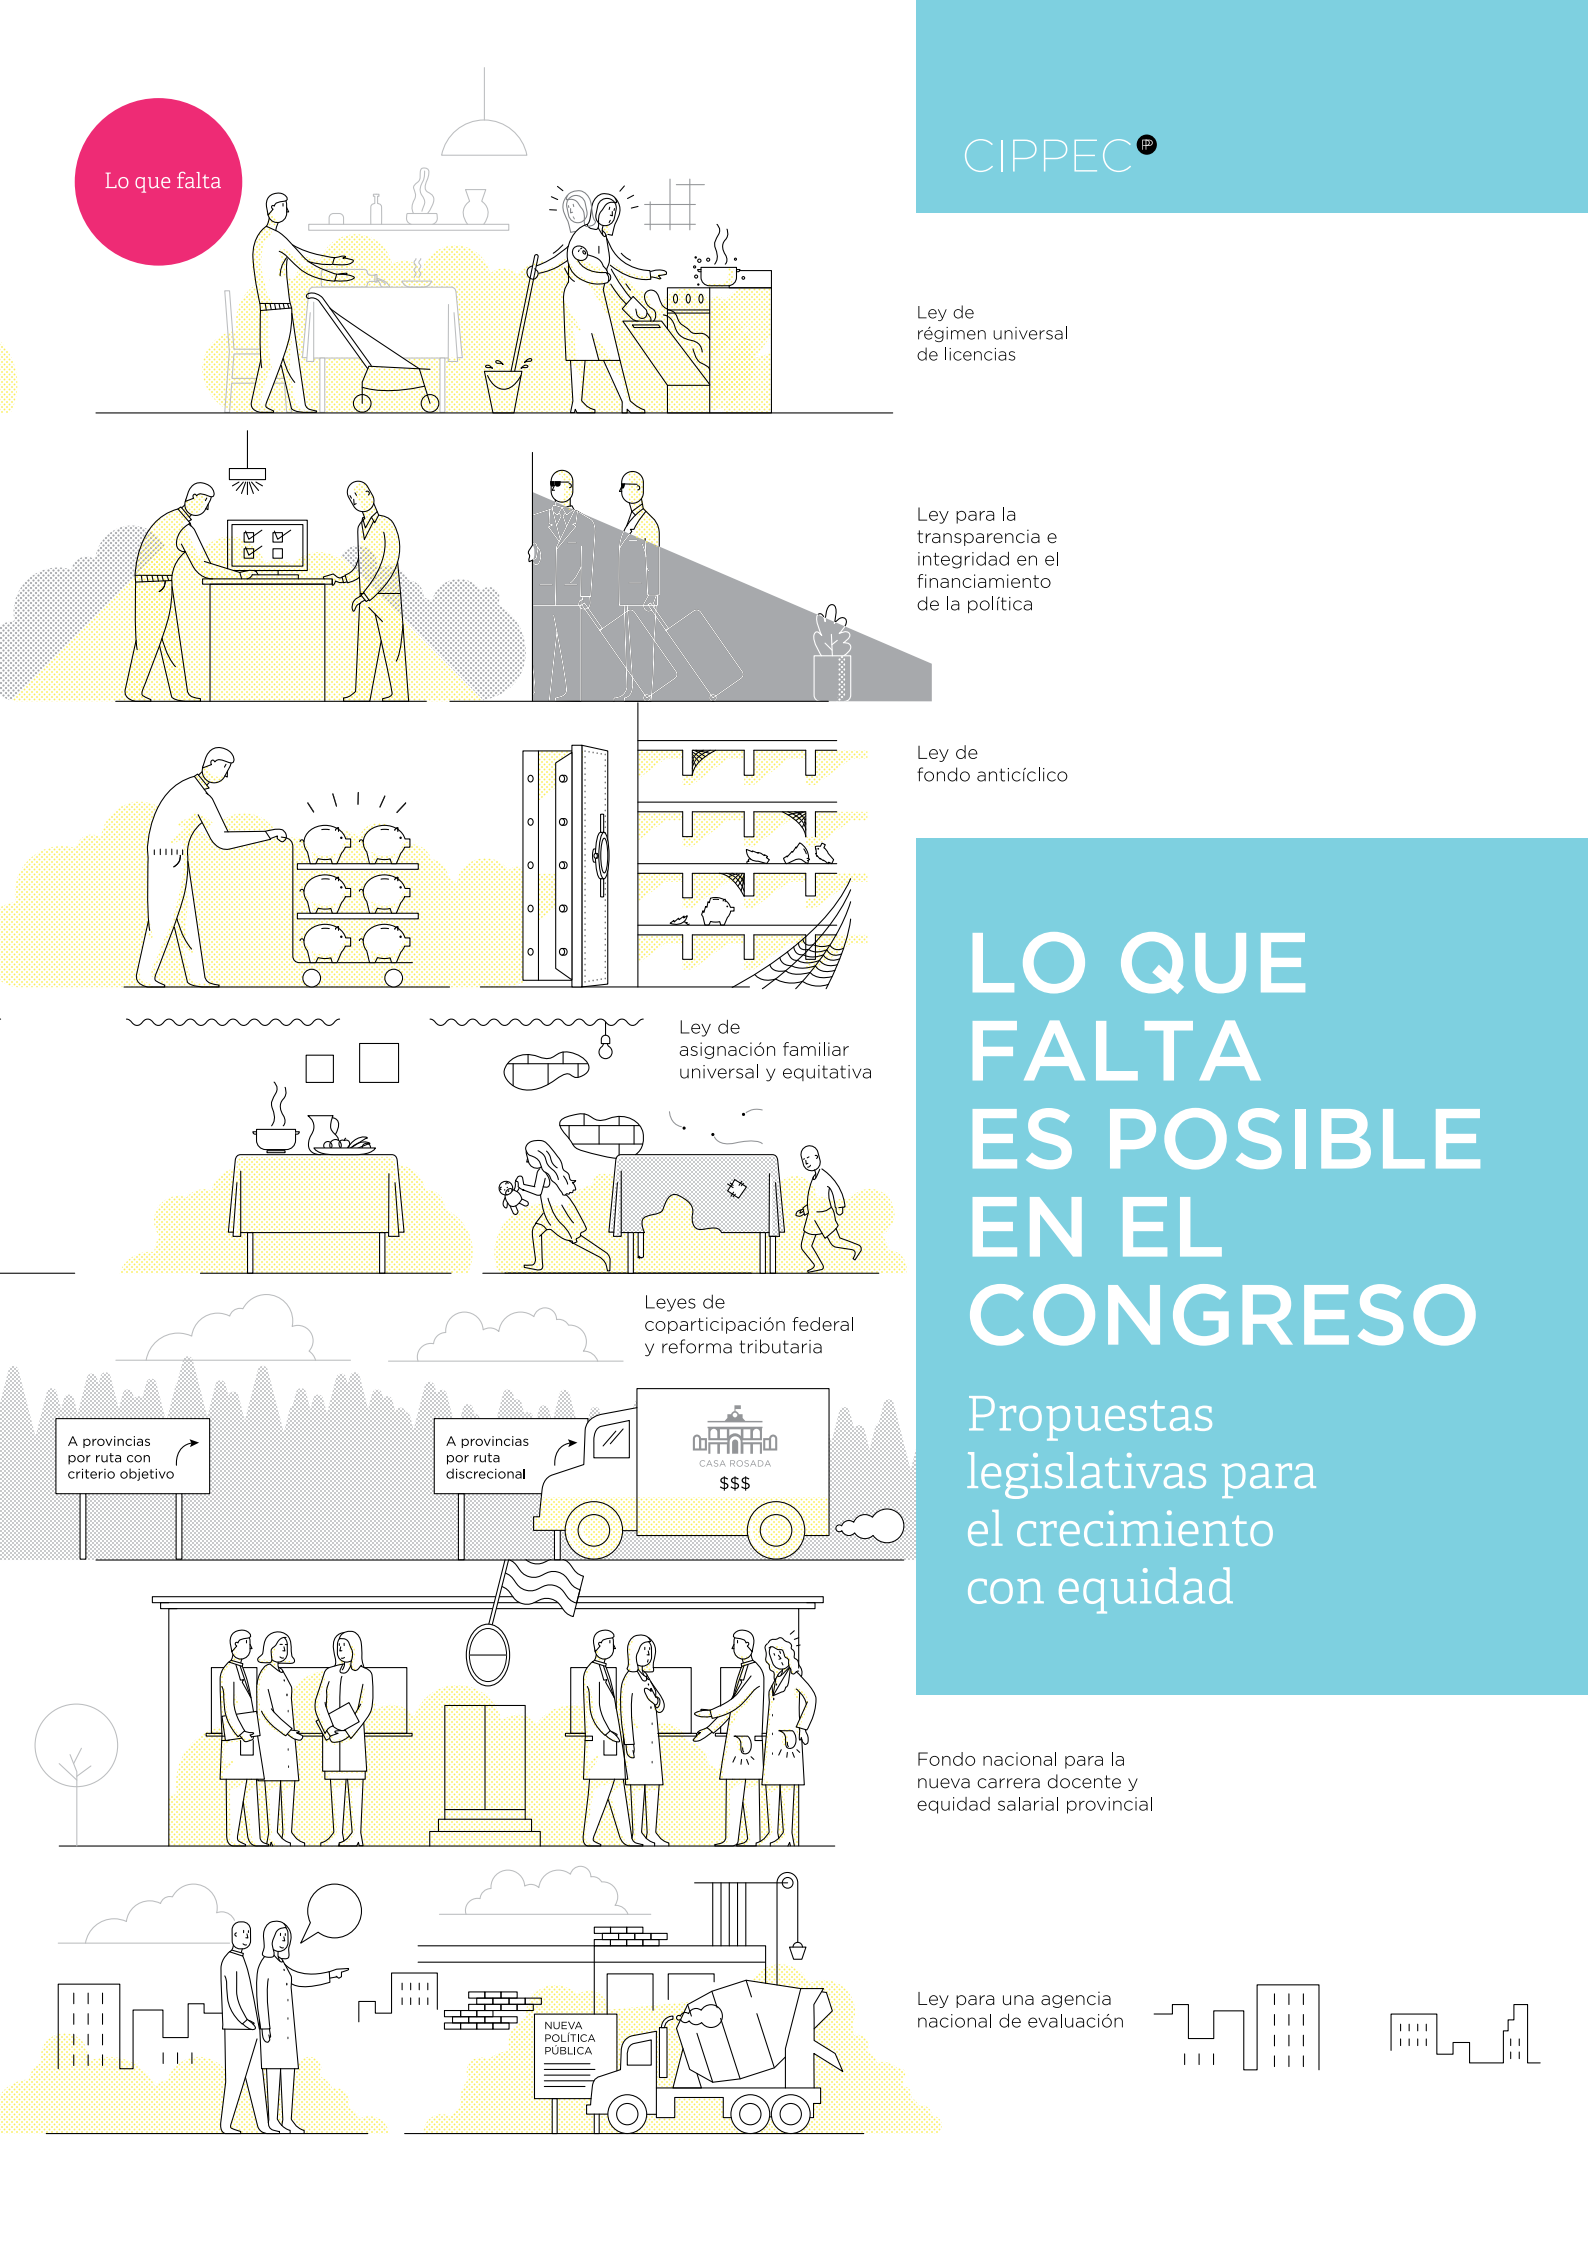 Lo que falta
CIPPEC
PP
Ley de
régimen universal
de licencias
Ley para la
transparencia e
integridad en el
financiamiento
de la política
Ley de
fondo anticíclico
LO QUE
FALTA
ES POSIBLE
EN EL
CONGRESO
Propuestas
legislativas para
el crecimiento
con equidad
Ley de
asignación familiar
universal y equitativa
Leyes de
coparticipación federal
y reforma tributaria
A provincias
por ruta con
criterio objetivo
A provincias
por ruta
discrecional
CASA ROSADA
$$$
Fondo nacional para la
nueva carrera docente y
equidad salarial provincial
Ley para una agencia
nacional de evaluación
NUEVA
POLÍTICA
PÚBLICA